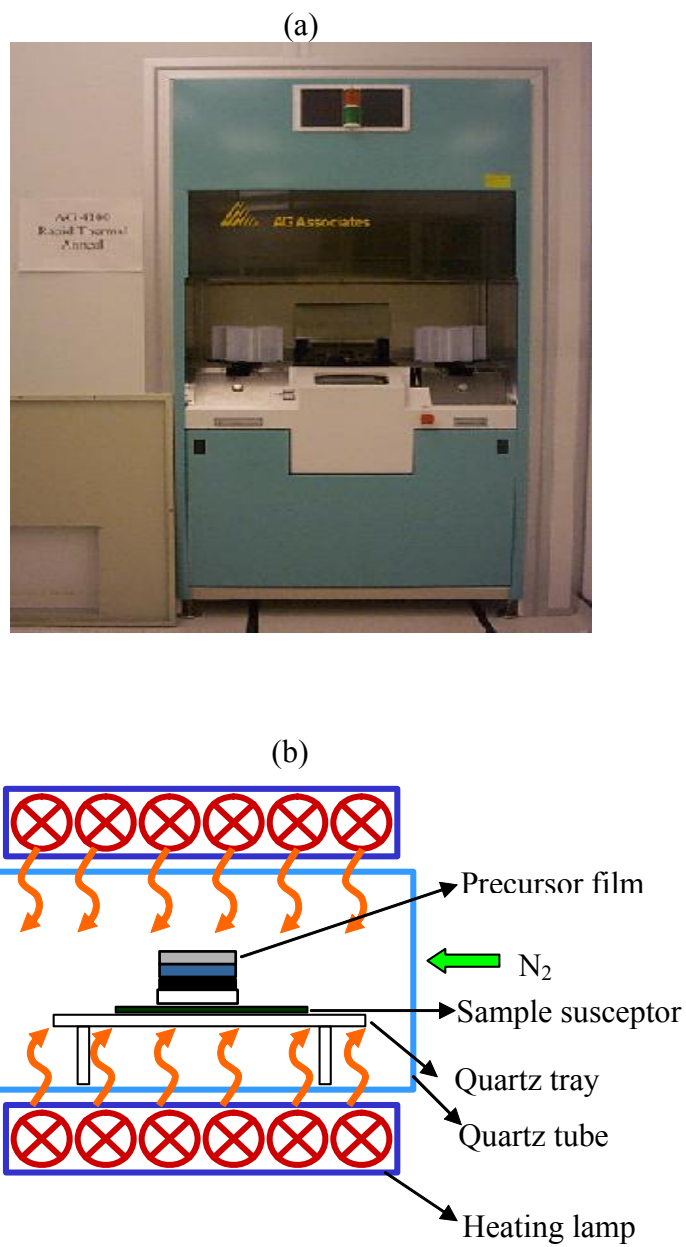 (a)
AG 4100
Rapid Thermal
Anneal
AG Associates
(b)
Precursor film
N₂
Sample susceptor
Quartz tray
Quartz tube
Heating lamp